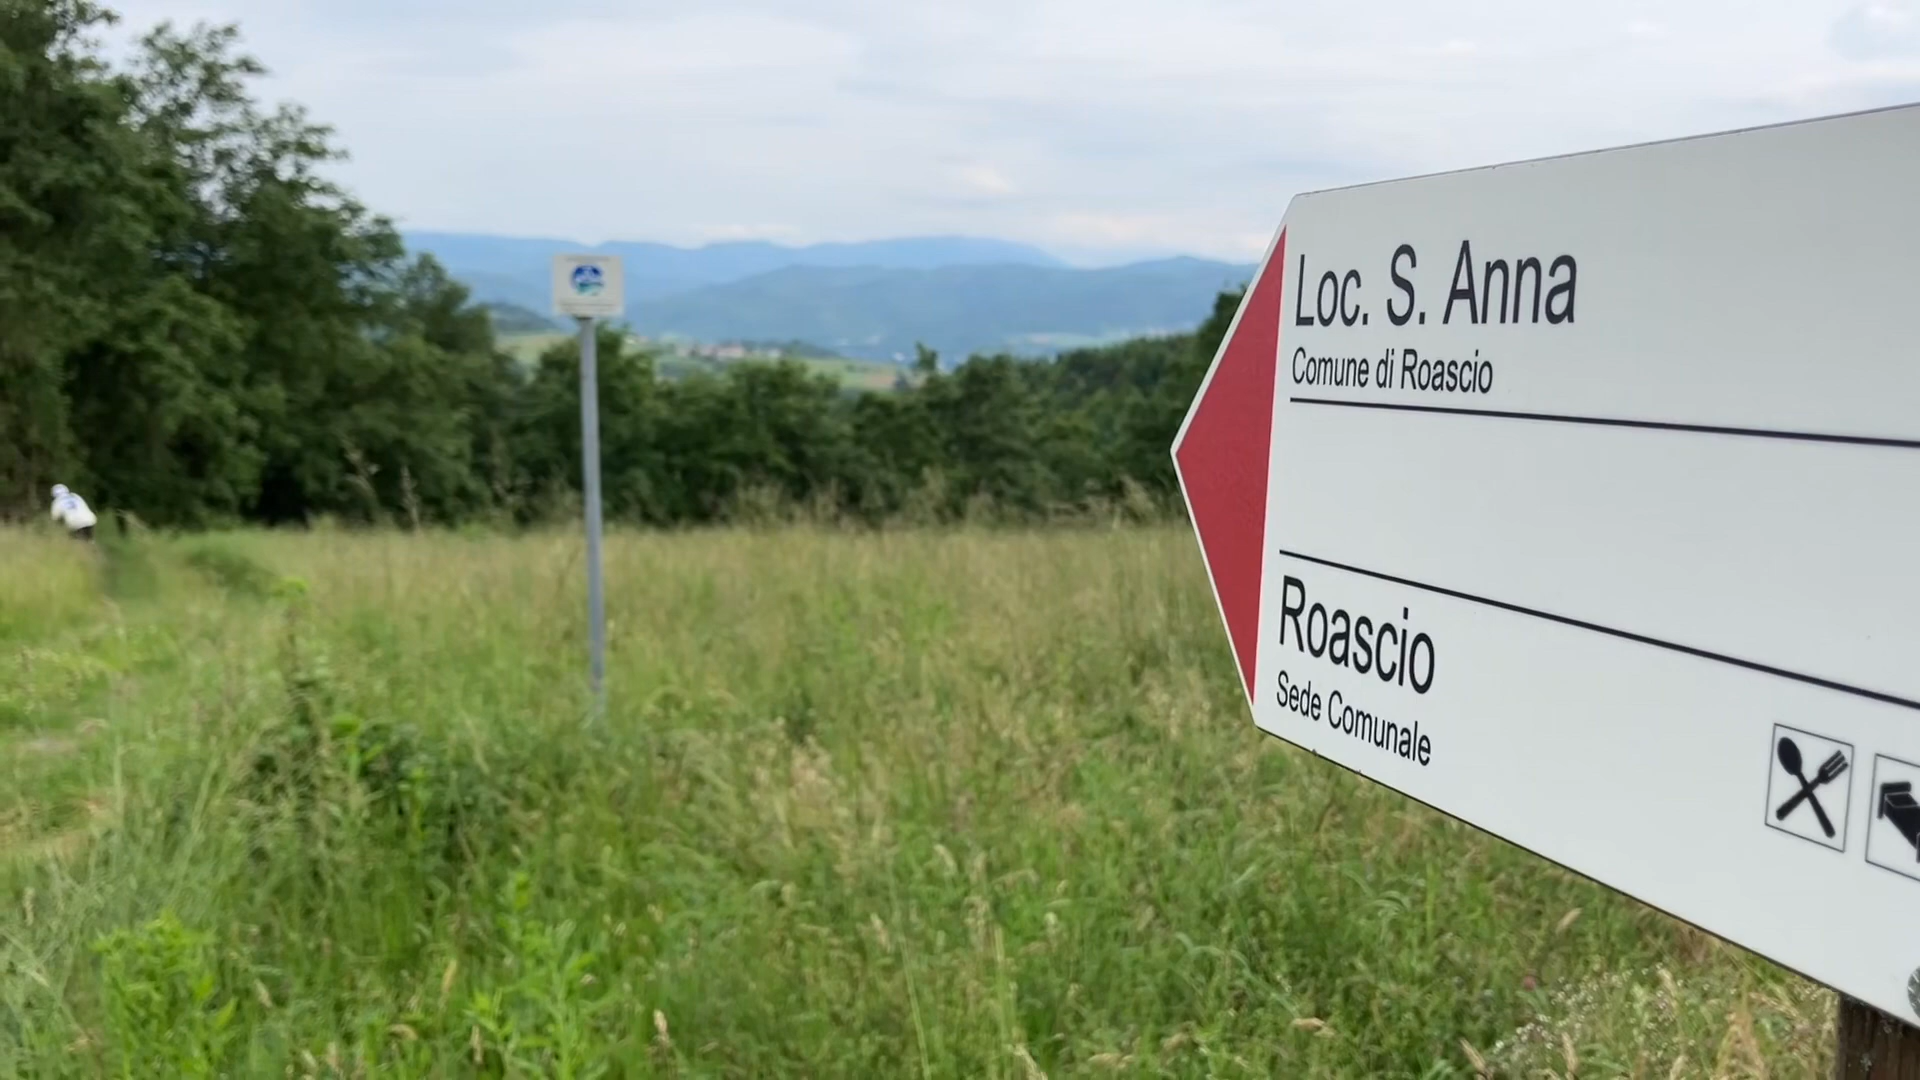 Loc. S. Anna
Comune di Roascio
Roascio
Sede Comunale